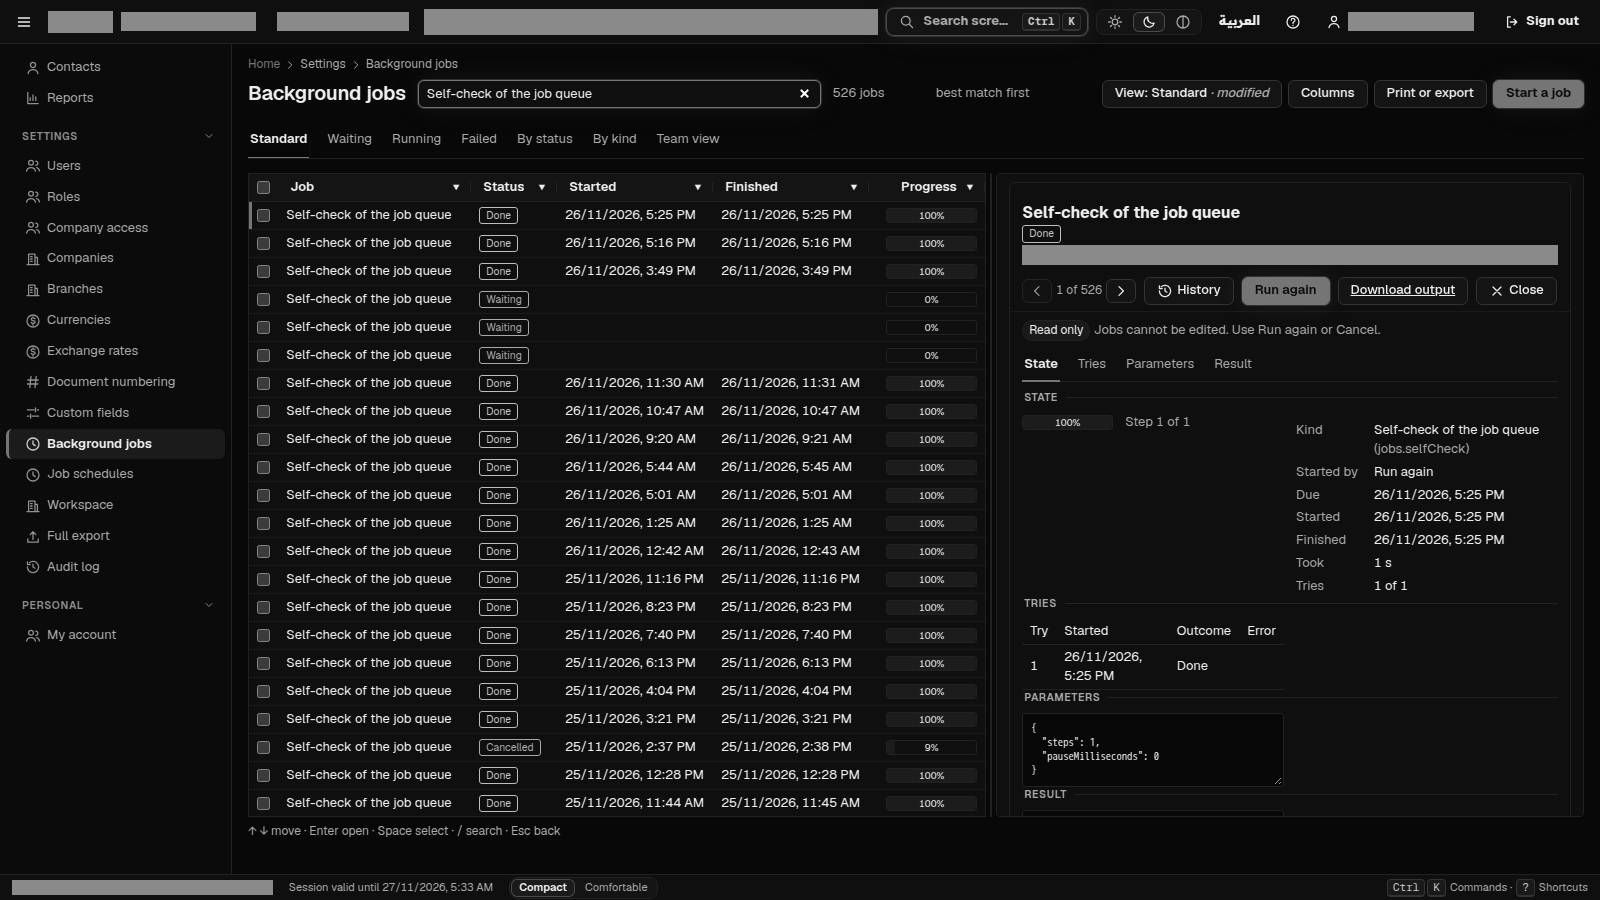 Search scre... Ctrl K العربية Sign out
Contacts
Reports
SETTINGS
Users
Roles
Company access
Companies
Branches
Currencies
Exchange rates
Document numbering
Custom fields
Background jobs
Job schedules
Workspace
Full export
Audit log
PERSONAL
My account
Home > Settings > Background jobs
Background jobs Self-check of the job queue 526 jobs best match first View: Standard · modified Columns Print or export Start a job
Standard Waiting Running Failed By status By kind Team view
Job Status Started Finished Progress
Self-check of the job queue Done 26/11/2026, 5:25 PM 26/11/2026, 5:25 PM 100%
Self-check of the job queue Done 26/11/2026, 5:16 PM 26/11/2026, 5:16 PM 100%
Self-check of the job queue Done 26/11/2026, 3:49 PM 26/11/2026, 3:49 PM 100%
Self-check of the job queue Waiting 0%
Self-check of the job queue Waiting 0%
Self-check of the job queue Waiting 0%
Self-check of the job queue Done 26/11/2026, 11:30 AM 26/11/2026, 11:31 AM 100%
Self-check of the job queue Done 26/11/2026, 10:47 AM 26/11/2026, 10:47 AM 100%
Self-check of the job queue Done 26/11/2026, 9:20 AM 26/11/2026, 9:21 AM 100%
Self-check of the job queue Done 26/11/2026, 5:44 AM 26/11/2026, 5:45 AM 100%
Self-check of the job queue Done 26/11/2026, 5:01 AM 26/11/2026, 5:01 AM 100%
Self-check of the job queue Done 26/11/2026, 1:25 AM 26/11/2026, 1:25 AM 100%
Self-check of the job queue Done 26/11/2026, 12:42 AM 26/11/2026, 12:43 AM 100%
Self-check of the job queue Done 25/11/2026, 11:16 PM 25/11/2026, 11:16 PM 100%
Self-check of the job queue Done 25/11/2026, 8:23 PM 25/11/2026, 8:23 PM 100%
Self-check of the job queue Done 25/11/2026, 7:40 PM 25/11/2026, 7:40 PM 100%
Self-check of the job queue Done 25/11/2026, 6:13 PM 25/11/2026, 6:13 PM 100%
Self-check of the job queue Done 25/11/2026, 4:04 PM 25/11/2026, 4:04 PM 100%
Self-check of the job queue Done 25/11/2026, 3:21 PM 25/11/2026, 3:21 PM 100%
Self-check of the job queue Cancelled 25/11/2026, 2:37 PM 25/11/2026, 2:38 PM 9%
Self-check of the job queue Done 25/11/2026, 12:28 PM 25/11/2026, 12:28 PM 100%
Self-check of the job queue Done 25/11/2026, 11:44 AM 25/11/2026, 11:45 AM 100%
↑↓ move · Enter open · Space select · / search · Esc back
Self-check of the job queue
Done
1 of 526 History Run again Download output Close
Read only Jobs cannot be edited. Use Run again or Cancel.
State Tries Parameters Result
STATE
100% Step 1 of 1
Kind Self-check of the job queue
(jobs.selfCheck)
Started by Run again
Due 26/11/2026, 5:25 PM
Started 26/11/2026, 5:25 PM
Finished 26/11/2026, 5:25 PM
Took 1 s
Tries 1 of 1
TRIES
Try Started Outcome Error
1 26/11/2026, 5:25 PM Done
PARAMETERS
{
"steps": 1,
"pauseMilliseconds": 0
}
RESULT
Session valid until 27/11/2026, 5:33 AM Compact Comfortable Ctrl K Commands · ? Shortcuts